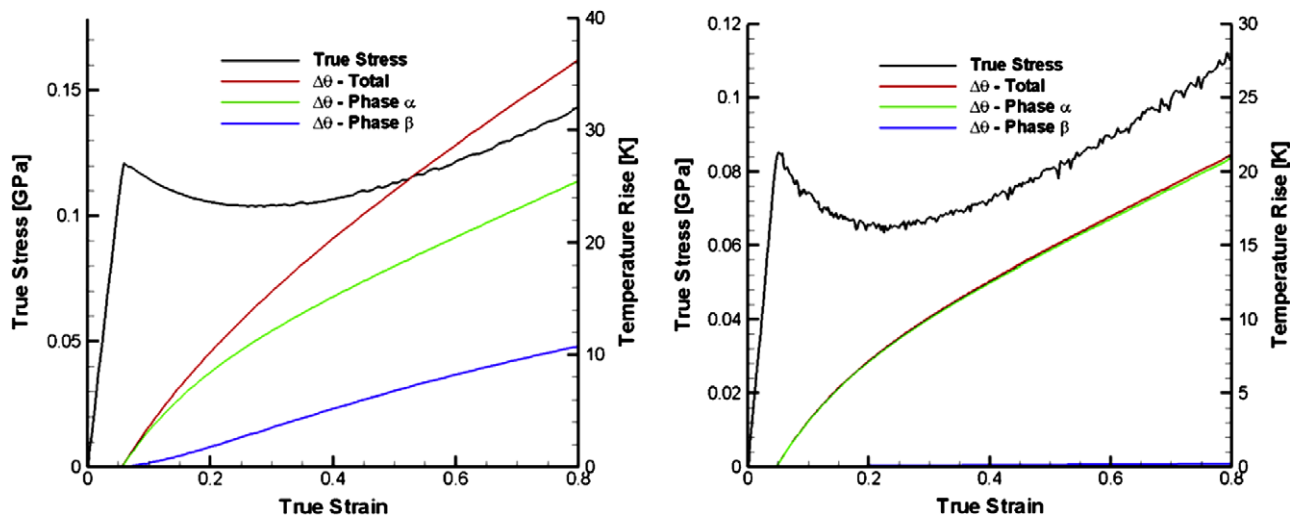 True Stress [GPa]
0.15
0.1
0.05
0
True Stress
Δθ - Total
Δθ - Phase α
Δθ - Phase β
40
30
20
10
0
Temperature Rise [K]
0
0.2
0.4
0.6
0.8
True Strain
True Stress [GPa]
0.12
0.1
0.08
0.06
0.04
0.02
0
True Stress
Δθ - Total
Δθ - Phase α
Δθ - Phase β
30
25
20
15
10
5
0
Temperature Rise [K]
0
0.2
0.4
0.6
0.8
True Strain